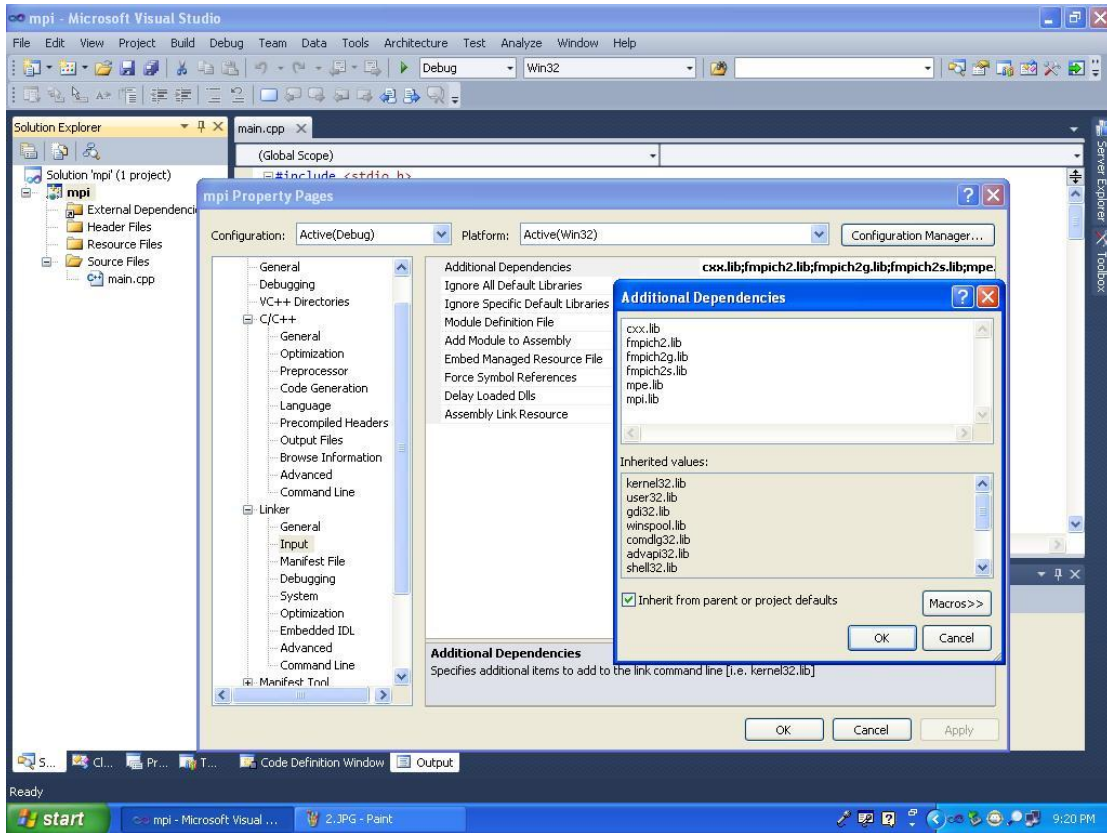 mpi - Microsoft Visual Studio
File Edit View Project Build Debug Team Data Tools Architecture Test Analyze Window Help
Debug Win32
Solution Explorer
main.cpp
(Global Scope)
Solution 'mpi' (1 project)
mpi
External Dependenci
Header Files
Resource Files
Source Files
main.cpp
#include <stdio.h>
Server Explorer
Toolbox
mpi Property Pages
Configuration: Active(Debug) Platform: Active(Win32) Configuration Manager...
General
Debugging
VC++ Directories
C/C++
General
Optimization
Preprocessor
Code Generation
Language
Precompiled Headers
Output Files
Browse Information
Advanced
Command Line
Linker
General
Input
Manifest File
Debugging
System
Optimization
Embedded IDL
Advanced
Command Line
Manifest Tool
Additional Dependencies cxx.lib;fmpich2.lib;fmpich2g.lib;fmpich2s.lib;mpe.
Ignore All Default Libraries
Ignore Specific Default Libraries
Module Definition File
Add Module to Assembly
Embed Managed Resource File
Force Symbol References
Delay Loaded Dlls
Assembly Link Resource
Additional Dependencies
cxx.lib
fmpich2.lib
fmpich2g.lib
fmpich2s.lib
mpe.lib
mpi.lib
Inherited values:
kernel32.lib
user32.lib
gdi32.lib
winspool.lib
comdlg32.lib
advapi32.lib
shell32.lib
Inherit from parent or project defaults
Macros>>
OK Cancel
Additional Dependencies
Specifies additional items to add to the link command line [i.e. kernel32.lib]
OK Cancel Apply
S... Cl... Pr... T... Code Definition Window Output
Ready
start mpi - Microsoft Visual ... 2.JPG - Paint 9:20 PM